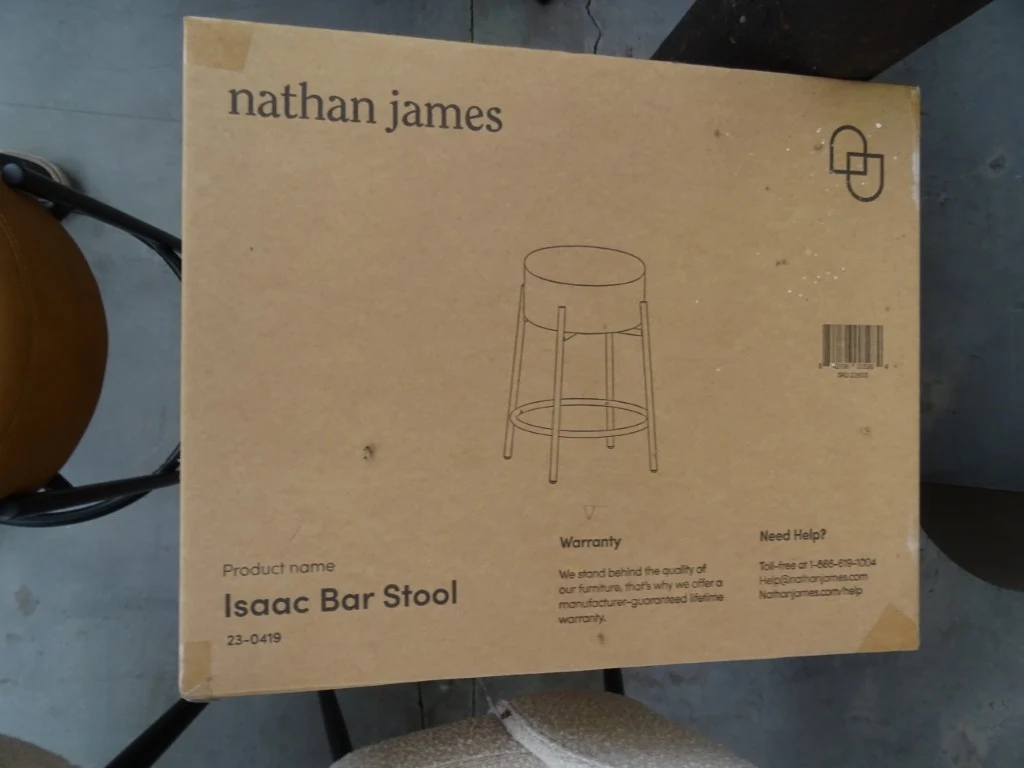 nathan james
Product name
Isaac Bar Stool
23-0419
Warranty
We stand behind the quality of
our furniture, that's why we offer a
manufacturer-guaranteed lifetime
warranty.
Need Help?
Toll-free at 1-885-619-1004
Help@nathanjames.com
Nathanjames.com/help